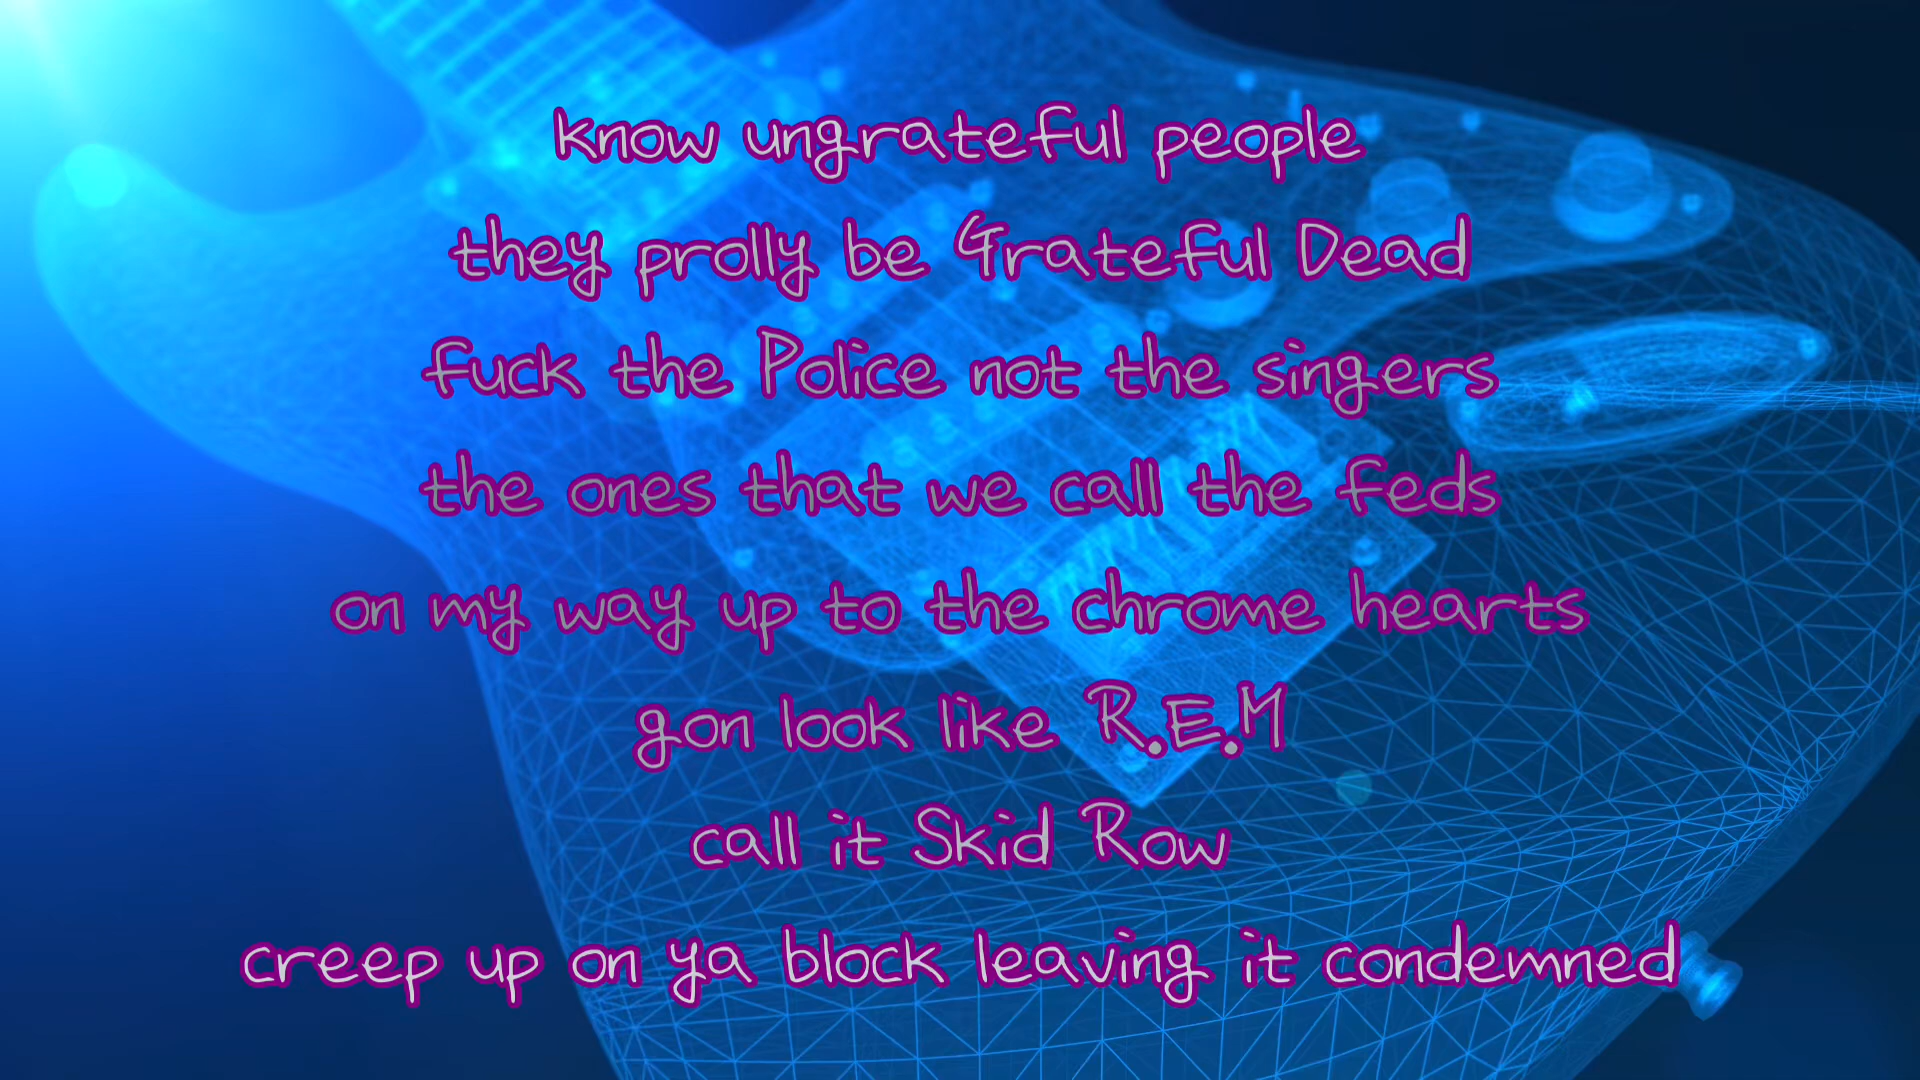 know ungrateful people
they prolly be Grateful Dead
fuck the Police not the singers
the ones that we call the feds
on my way up to the chrome hearts
gon look like R.E.M
call it Skid Row
creep up on ya block leaving it condemned